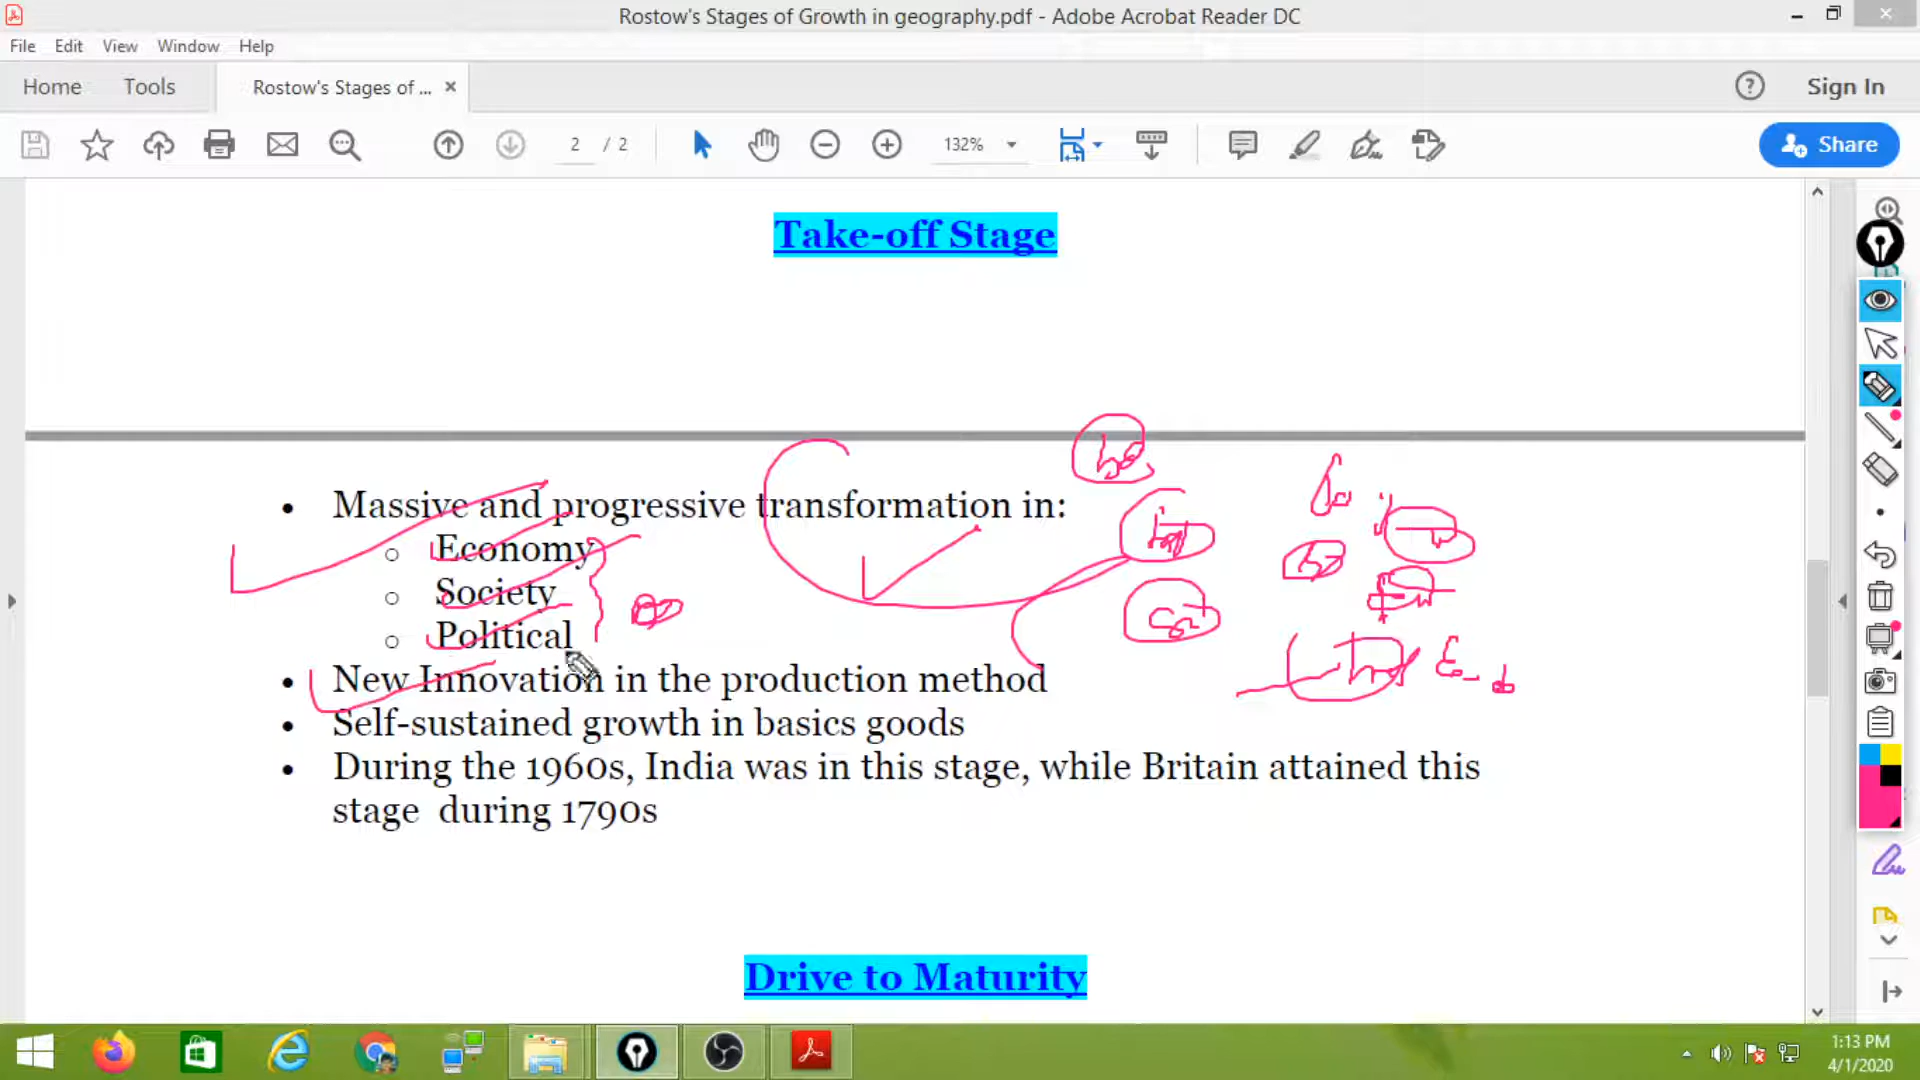 Rostow's Stages of Growth in geography.pdf - Adobe Acrobat Reader DC
File Edit View Window Help
Home Tools Rostow's Stages of ... × Sign In
2 / 2 132% Share
Take-off Stage
• Massive and progressive transformation in:
o Economy
o Society
o Political
• New Innovation in the production method
• Self-sustained growth in basics goods
• During the 1960s, India was in this stage, while Britain attained this
stage during 1790s
Drive to Maturity
1:13 PM
4/1/2020